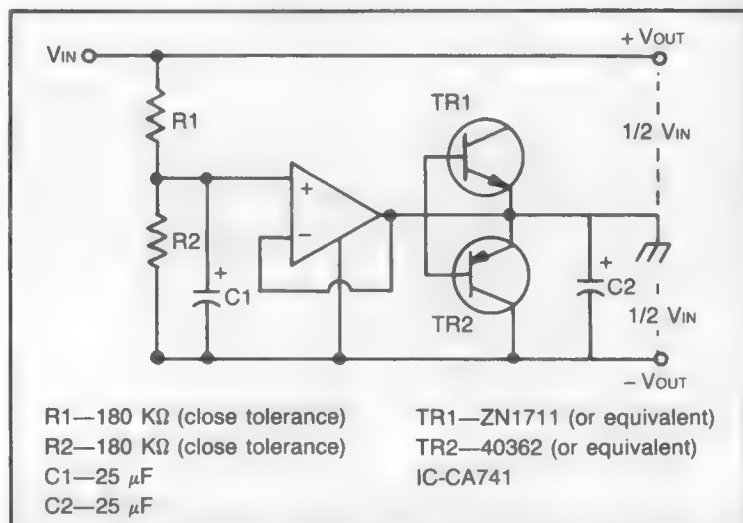 VIN
+ VOUT
TR1
R1
1/2 VIN
+
−
R2
+
C1
+
C2
TR2
1/2 VIN
− VOUT
R1—180 KΩ (close tolerance)
R2—180 KΩ (close tolerance)
C1—25 μF
C2—25 μF
TR1—ZN1711 (or equivalent)
TR2—40362 (or equivalent)
IC-CA741